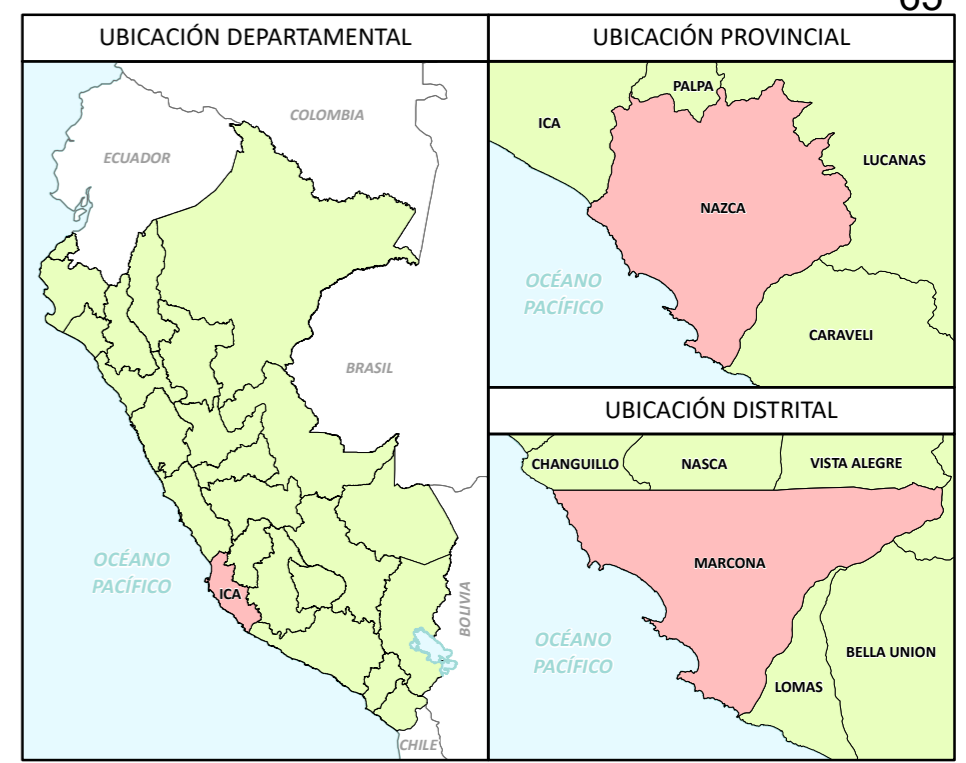 UBICACIÓN DEPARTAMENTAL
COLOMBIA
ECUADOR
BRASIL
OCÉANO
PACÍFICO
ICA
BOLIVIA
CHILE
UBICACIÓN PROVINCIAL
PALPA
ICA
LUCANAS
NAZCA
OCÉANO
PACÍFICO
CARAVELI
UBICACIÓN DISTRITAL
CHANGUILLO
NASCA
VISTA ALEGRE
MARCONA
OCÉANO
PACÍFICO
BELLA UNION
LOMAS